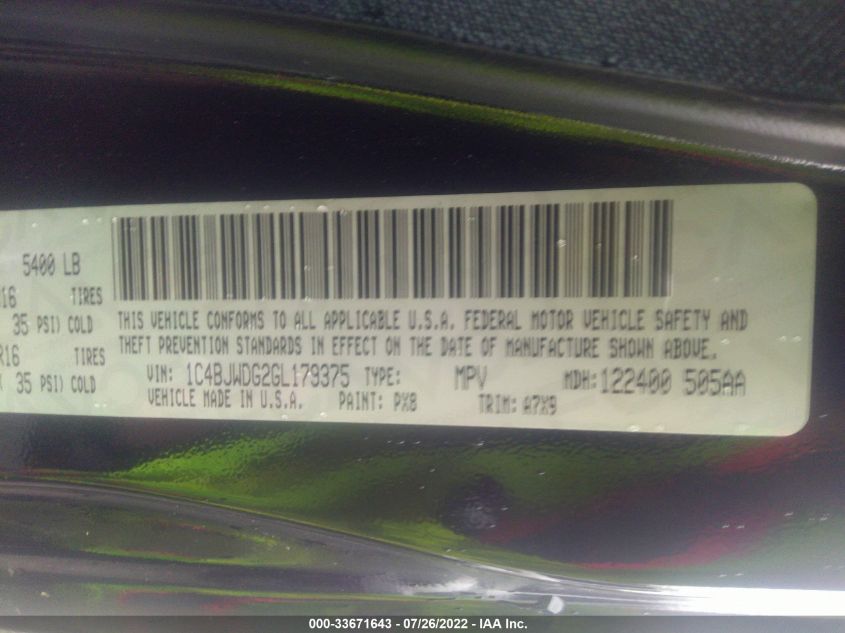 5400 LB
16 TIRES
35 PSI) COLD
R16 TIRES
35 PSI) COLD
THIS VEHICLE CONFORMS TO ALL APPLICABLE U.S.A. FEDERAL MOTOR VEHICLE SAFETY AND
THEFT PREVENTION STANDARDS IN EFFECT ON THE DATE OF MANUFACTURE SHOWN ABOVE.
VIN: 1C4BJWDG2GL179375 TYPE: MPV MDH:122400 505AA
VEHICLE MADE IN U.S.A. PAINT: PX8 TRIM: A7X9
000-33671643 / 07/26/2022 - IAA Inc.